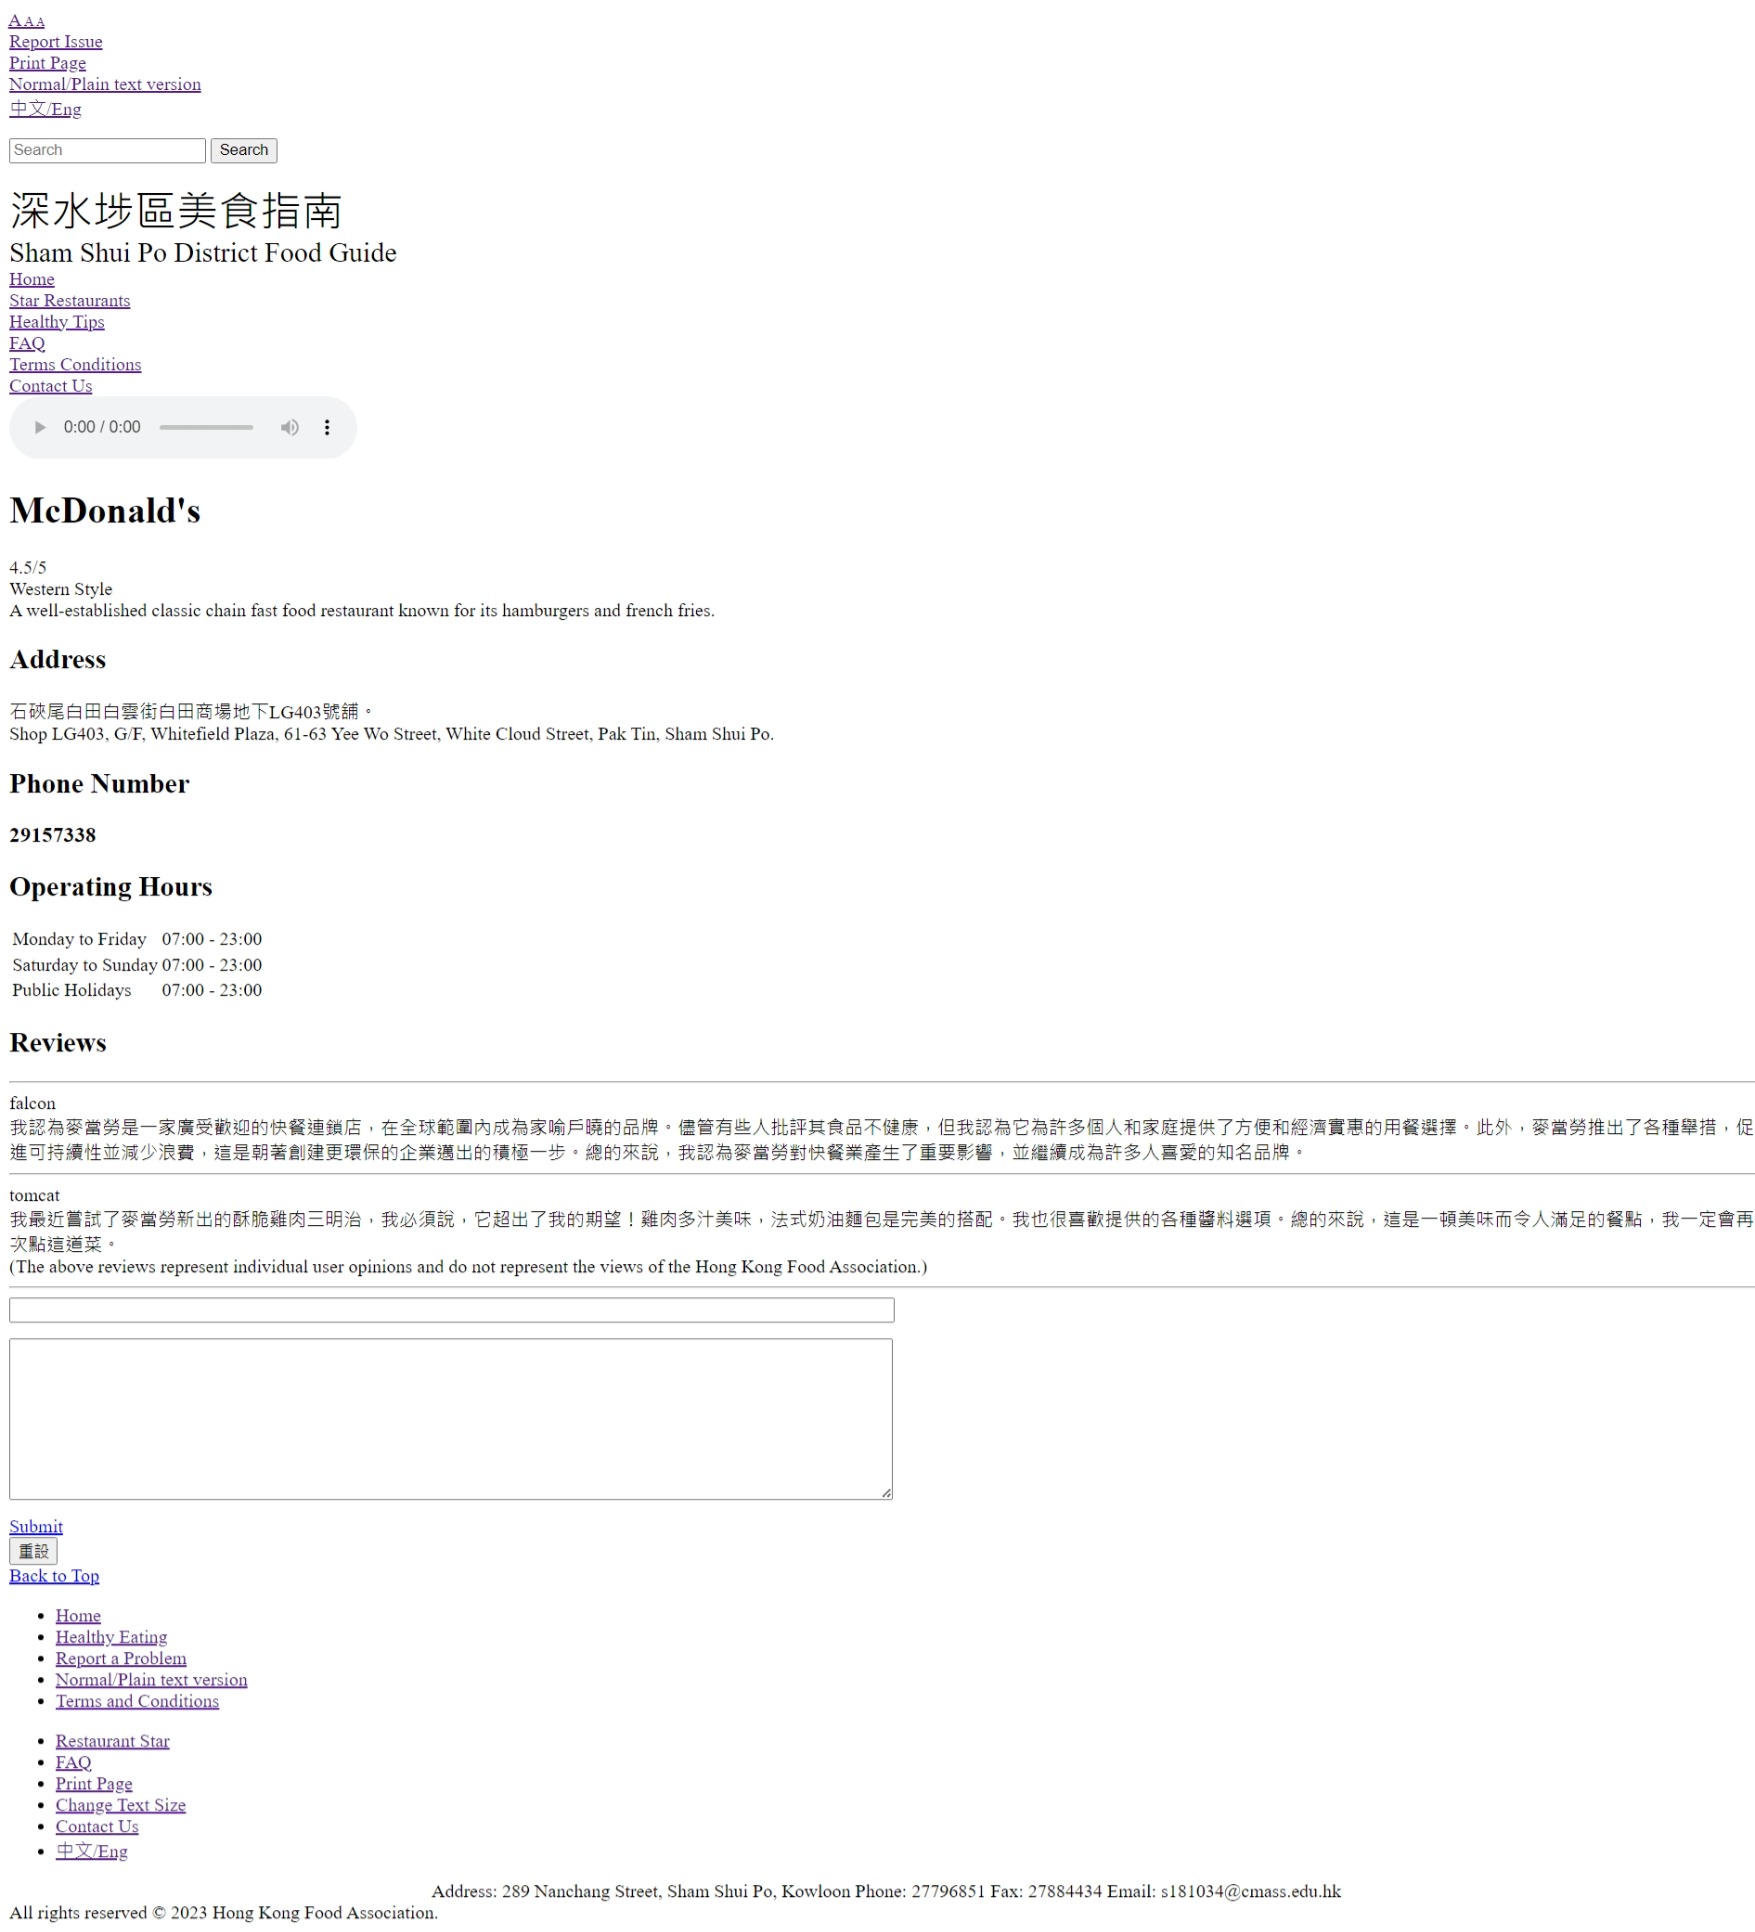 A A A
Report Issue
Print Page
Normal/Plain text version
中文/Eng
Search Search
深水埗區美食指南
Sham Shui Po District Food Guide
Home
Star Restaurants
Healthy Tips
FAQ
Terms Conditions
Contact Us
0:00 / 0:00
McDonald's
4.5/5
Western Style
A well-established classic chain fast food restaurant known for its hamburgers and french fries.
Address
石硤尾白田白雲街白田商場地下LG403號舖。
Shop LG403, G/F, Whitefield Plaza, 61-63 Yee Wo Street, White Cloud Street, Pak Tin, Sham Shui Po.
Phone Number
29157338
Operating Hours
Monday to Friday 07:00 - 23:00
Saturday to Sunday 07:00 - 23:00
Public Holidays 07:00 - 23:00
Reviews
falcon
我認為麥當勞是一家廣受歡迎的快餐連鎖店，在全球範圍內成為家喻戶曉的品牌。儘管有些人批評其食品不健康，但我認為它為許多個人和家庭提供了方便和經濟實惠的用餐選擇。此外，麥當勞推出了各種舉措，促
進可持續性並減少浪費，這是朝著創建更環保的企業邁出的積極一步。總的來說，我認為麥當勞對快餐業產生了重要影響，並繼續成為許多人喜愛的知名品牌。
tomcat
我最近嘗試了麥當勞新出的酥脆雞肉三明治，我必須說，它超出了我的期望！雞肉多汁美味，法式奶油麵包是完美的搭配。我也很喜歡提供的各種醬料選項。總的來說，這是一頓美味而令人滿足的餐點，我一定會再
次點這道菜。
(The above reviews represent individual user opinions and do not represent the views of the Hong Kong Food Association.)
Submit
重設
Back to Top
Home
Healthy Eating
Report a Problem
Normal/Plain text version
Terms and Conditions
Restaurant Star
FAQ
Print Page
Change Text Size
Contact Us
中文/Eng
Address: 289 Nanchang Street, Sham Shui Po, Kowloon Phone: 27796851 Fax: 27884434 Email: s181034@cmass.edu.hk
All rights reserved © 2023 Hong Kong Food Association.